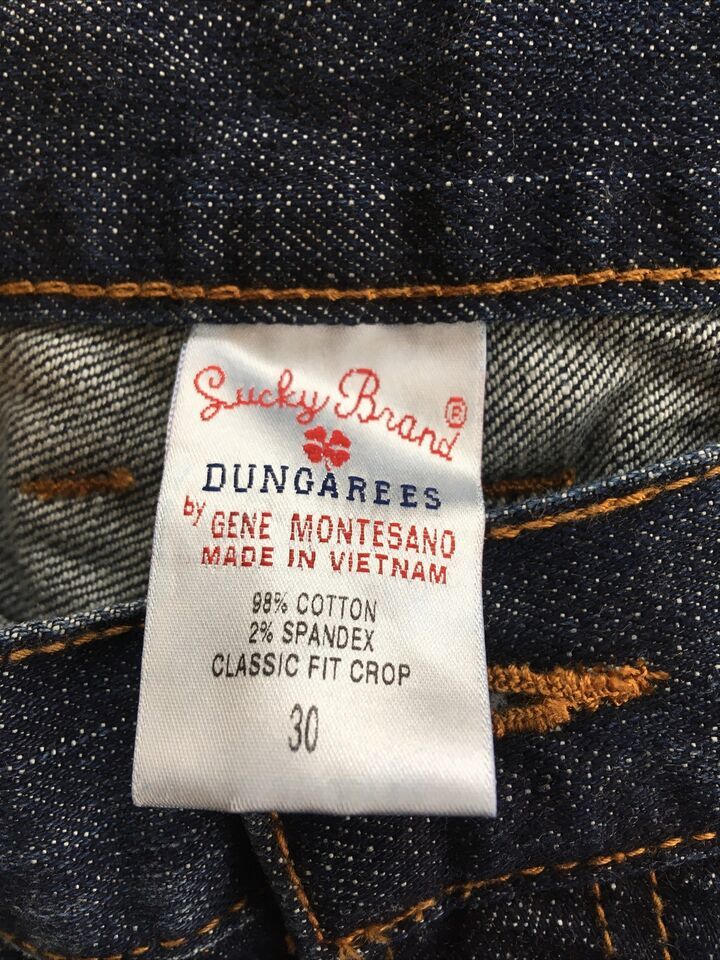 Lucky Brand®
DUNGAREES
by GENE MONTESANO
MADE IN VIETNAM
98% COTTON
2% SPANDEX
CLASSIC FIT CROP
30